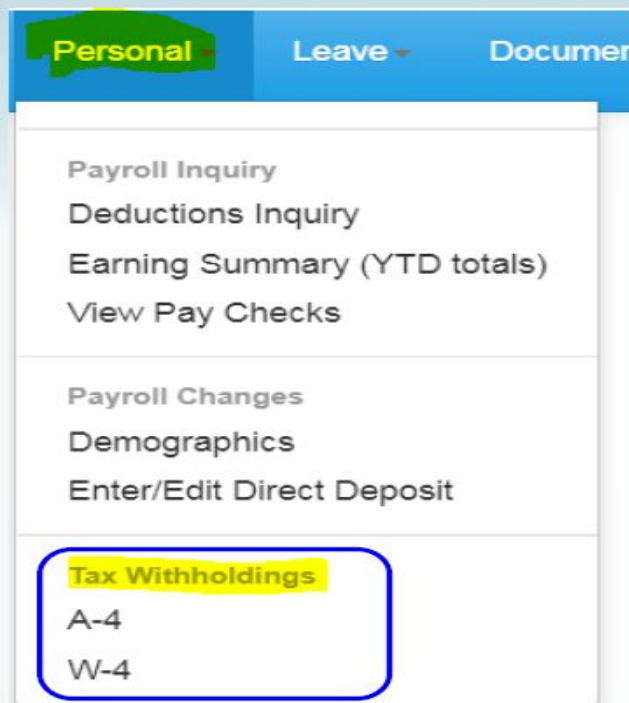 Personal Leave Documen
Payroll Inquiry
Deductions Inquiry
Earning Summary (YTD totals)
View Pay Checks
Payroll Changes
Demographics
Enter/Edit Direct Deposit
Tax Withholdings
A-4
W-4